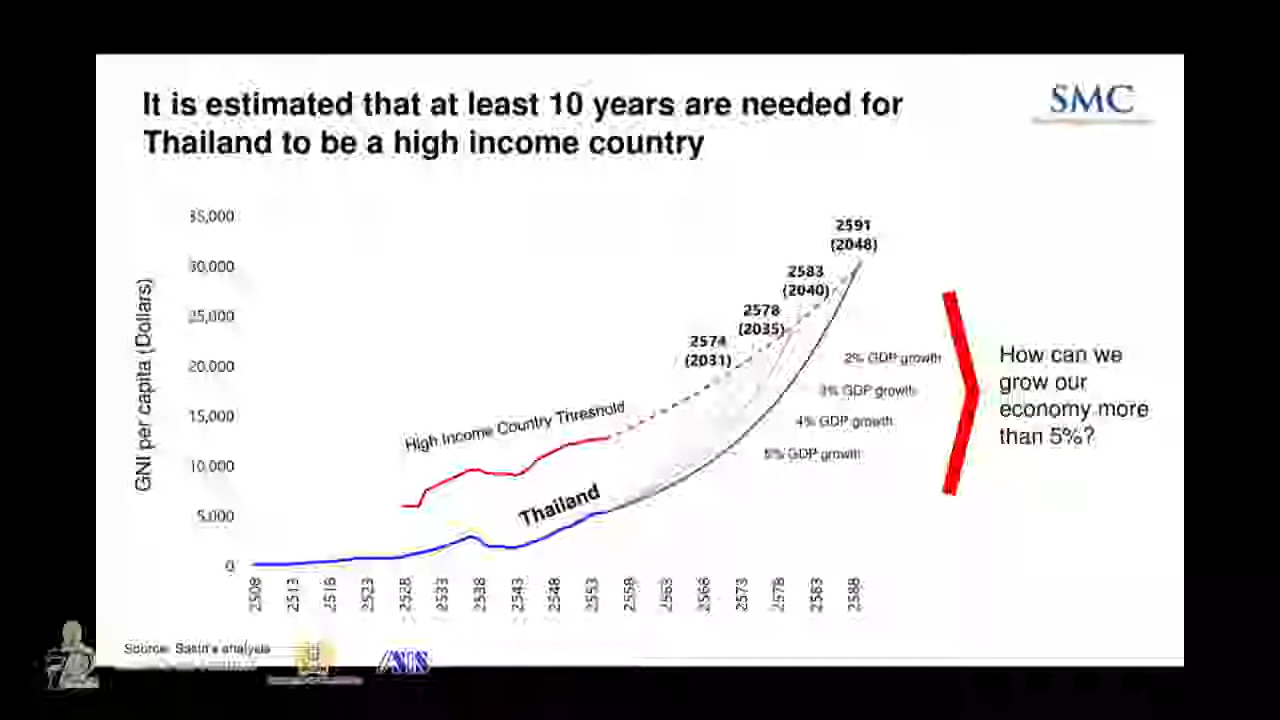 It is estimated that at least 10 years are needed for
Thailand to be a high income country
SMC
GNI per capita (Dollars)
35,000
30,000
25,000
20,000
15,000
10,000
5,000
0
2591
(2048)
2583
(2040)
2578
(2035)
2574
(2031)
High Income Country Threshold
Thailand
2% GDP growth
3% GDP growth
4% GDP growth
5% GDP growth
How can we
grow our
economy more
than 5%?
2508
2513
2518
2523
2528
2533
2538
2543
2548
2553
2558
2563
2568
2573
2578
2583
2588
Source: Sasin's analysis